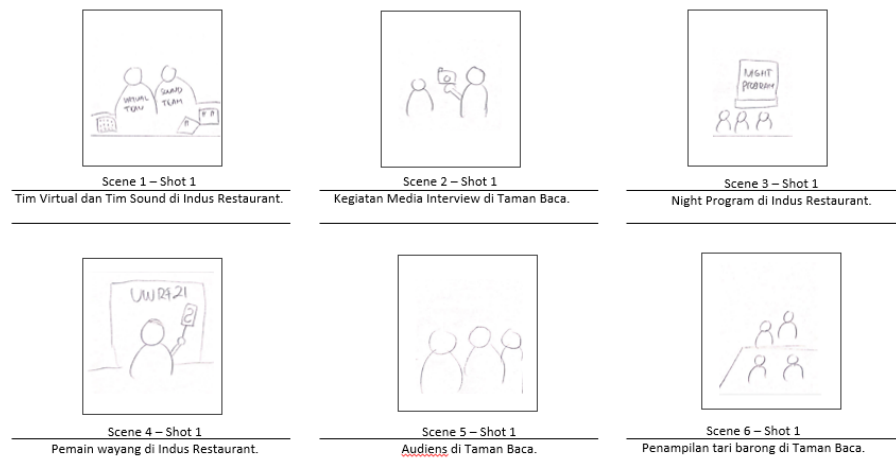 VIRTUAL SOUND
TEAM TEAM
NIGHT
PROGRAM
Scene 1 – Shot 1
Scene 2 – Shot 1
Scene 3 – Shot 1
Tim Virtual dan Tim Sound di Indus Restaurant.
Kegiatan Media Interview di Taman Baca.
Night Program di Indus Restaurant.
UWRF21
2
Scene 4 – Shot 1
Scene 5 – Shot 1
Scene 6 – Shot 1
Pemain wayang di Indus Restaurant.
Audiens di Taman Baca.
Penampilan tari barong di Taman Baca.